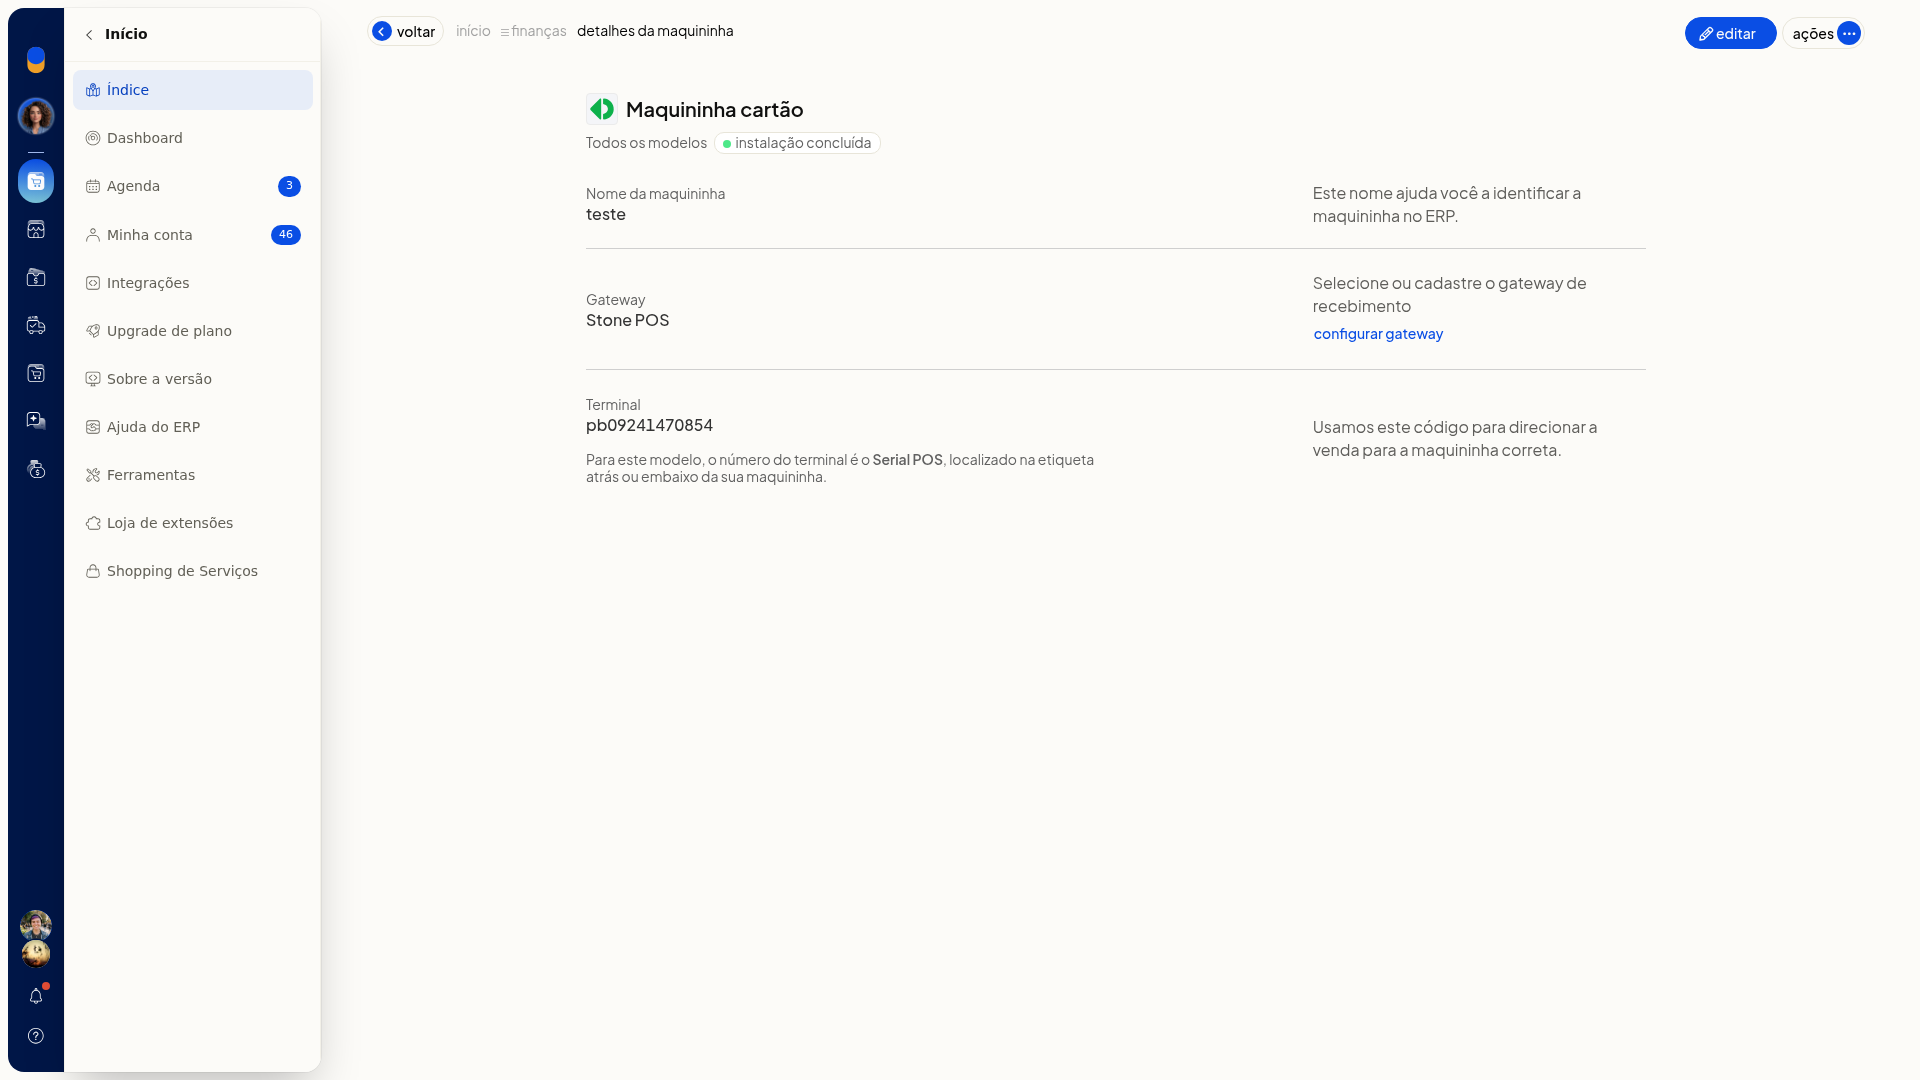 Início
Índice
Dashboard
Agenda
3
Minha conta
46
Integrações
Upgrade de plano
Sobre a versão
Ajuda do ERP
Ferramentas
Loja de extensões
Shopping de Serviços
voltar
início
finanças
detalhes da maquininha
editar
ações
Maquininha cartão
Todos os modelos
instalação concluída
Nome da maquininha
teste
Este nome ajuda você a identificar a
maquininha no ERP.
Gateway
Stone POS
Selecione ou cadastre o gateway de
recebimento
configurar gateway
Terminal
pb09241470854
Para este modelo, o número do terminal é o Serial POS, localizado na etiqueta
atrás ou embaixo da sua maquininha.
Usamos este código para direcionar a
venda para a maquininha correta.